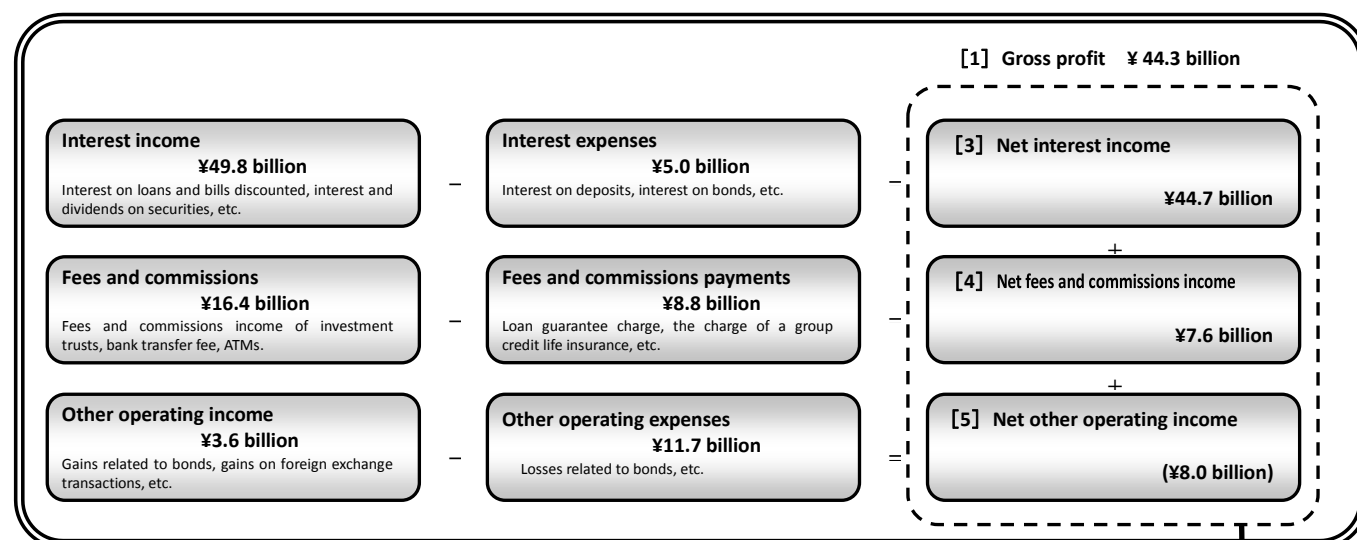 [1] Gross profit ¥ 44.3 billion
Interest income
¥49.8 billion
Interest on loans and bills discounted, interest and
dividends on securities, etc.
–
Interest expenses
¥5.0 billion
Interest on deposits, interest on bonds, etc.
–
[3] Net interest income
¥44.7 billion
+
Fees and commissions
¥16.4 billion
Fees and commissions income of investment
trusts, bank transfer fee, ATMs.
–
Fees and commissions payments
¥8.8 billion
Loan guarantee charge, the charge of a group
credit life insurance, etc.
–
[4] Net fees and commissions income
¥7.6 billion
+
Other operating income
¥3.6 billion
Gains related to bonds, gains on foreign exchange
transactions, etc.
–
Other operating expenses
¥11.7 billion
Losses related to bonds, etc.
=
[5] Net other operating income
(¥8.0 billion)